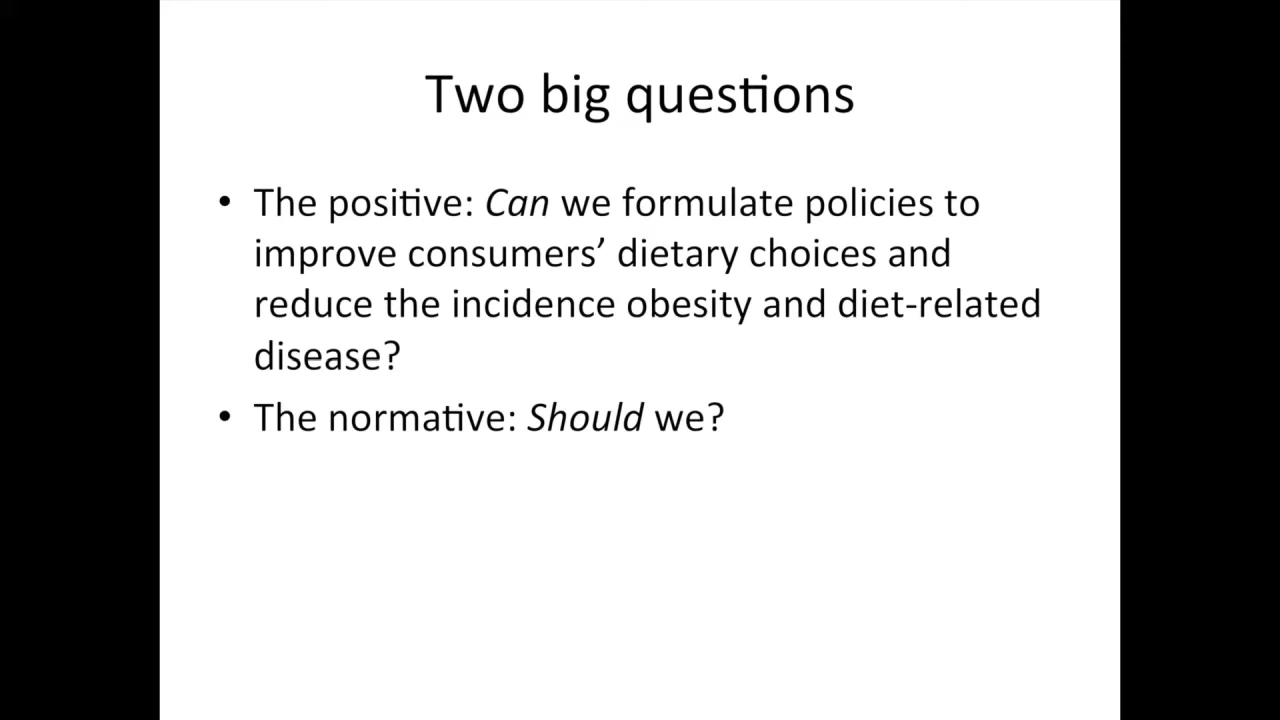 Two big questions
• The positive: Can we formulate policies to
improve consumers’ dietary choices and
reduce the incidence obesity and diet-related
disease?
• The normative: Should we?